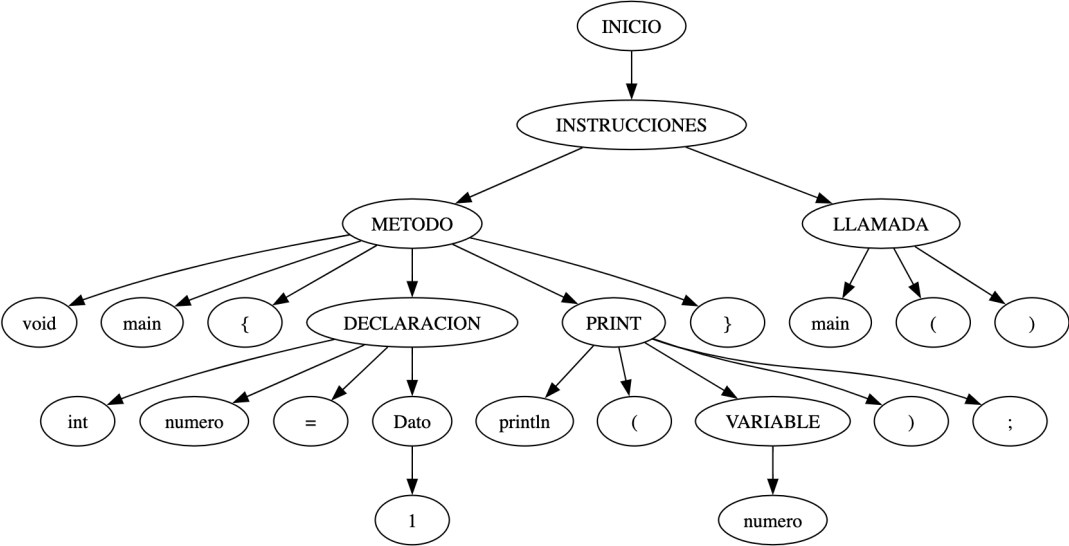 INICIO
INSTRUCCIONES
METODO LLAMADA
void main { DECLARACION PRINT } main ( )
int numero = Dato println ( VARIABLE ) ;
1 numero